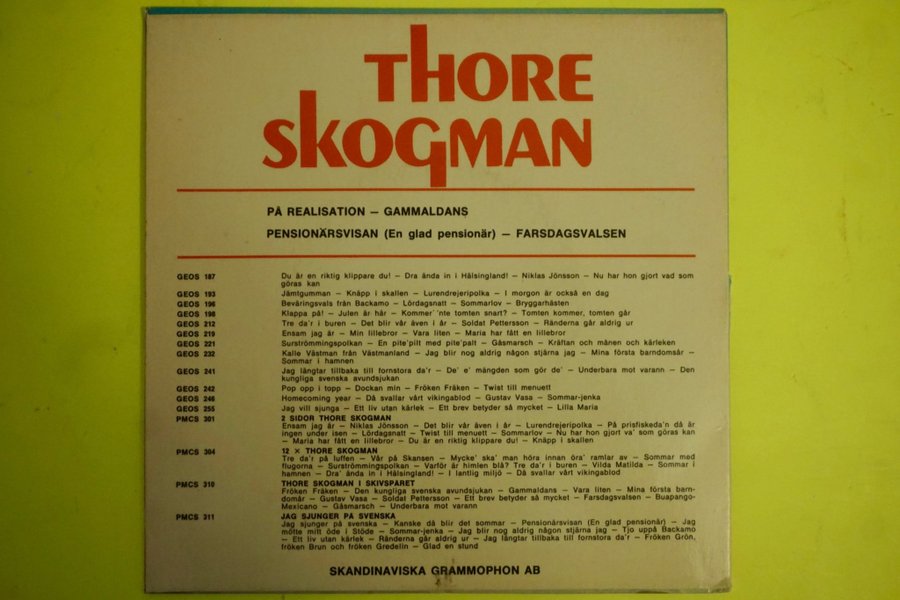 THORE
SKOGMAN
PÅ REALISATION – GAMMALDANS
PENSIONÄRSVISAN (En glad pensionär) – FARSDAGSVALSEN
GEOS 187 Du är en riktig klippare du! – Dra ända in i Hälsingland! – Niklas Jönsson – Nu har hon gjort vad som
göras kan
GEOS 193 Jämtgumman – Knäpp i skallen – Lurendrejeripolka – I morgon är också en dag
GEOS 196 Beväringsvals från Backamo – Lördagsnatt – Sommarlov – Bryggarhästen
GEOS 198 Klappa på! – Julen är här – Kommer´'nte tomten snart? – Tomten kommer, tomten går
GEOS 212 Tre da'r i buren – Det blir vår även i år – Soldat Pettersson – Ränderna går aldrig ur
GEOS 219 Ensam jag är – Min lillebror – Vara liten – Maria har fått en lillebror
GEOS 221 Surströmmingspolkan – En pite'pilt med pite'palt – Gåsmarsch – Kräftan och månen och kärleken
GEOS 232 Kalle Västman från Västmanland – Jag blir nog aldrig någon stjärna jag – Mina första barndomsår –
Sommar i hamnen
GEOS 241 Jag längtar tillbaka till fornstora da'r – De' e' mängden som gör de' – Underbara mot varann – Den
kungliga svenska avundsjukan
GEOS 242 Pop opp i topp – Dockan min – Fröken Fräken – Twist till menuett
GEOS 246 Homecoming year – Då svallar vårt vikingablod – Gustav Vasa – Sommar-jenka
GEOS 255 Jag vill sjunga – Ett liv utan kärlek – Ett brev betyder så mycket – Lilla Maria
PMCS 301 2 SIDOR THORE SKOGMAN
Ensam jag är – Niklas Jönsson – Det blir vår även i år – Lurendrejeripolka – På prisfiskeda'n då är
ingen under isen – Lördagsnatt – Twist till menuett – Sommarlov – Nu har hon gjort va' som göras kan
– Maria har fått en lillebror – Du är en riktig klippare du! – Knäpp i skallen
PMCS 304 12 × THORE SKOGMAN
Tre da'r på luffen – Vår på Skansen – Mycke' ska' man höra innan öra' ramlar av – Sommar med
flugorna – Surströmmingspolkan – Varför är himlen blå? Tre da'r i buren – Vilda Matilda – Sommar i
hamnen – Dra' ända in i Hälsingland! – I lantlig miljö – Då svallar vårt vikingablod
PMCS 310 THORE SKOGMAN I SKIVSPARET
Fröken Fräken – Den kungliga svenska avundsjukan – Gammaldans – Vara liten – Mina första barn-
domår – Gustav Vasa – Soldat Pettersson – Ett brev betyder så mycket – Farsdagsvalsen – Buapango-
Mexicano – Gåsmarsch – Underbara mot varann
PMCS 311 JAG SJUNGER PÅ SVENSKA
Jag sjunger på svenska – Kanske då blir det sommar – Pensionärsvisan (En glad pensionär) – Jag
mötte mitt öde i Stöde – Sommar-jenka – Jag blir nog aldrig någon stjärna jag – Tjo uppå Backamo
– Ett liv utan kärlek – Ränderna går aldrig ur – Jag längtar tillbaka till fornstora da'r – Fröken Grön,
fröken Brun och fröken Gredelin – Glad en stund
SKANDINAVISKA GRAMMOPHON AB